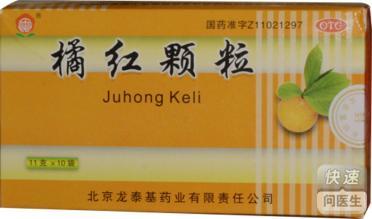 国药准字Z11021297
OTC
橘红颗粒
Juhong Keli
11克×10袋
快速
问医生
北京龙泰基药业有限责任公司